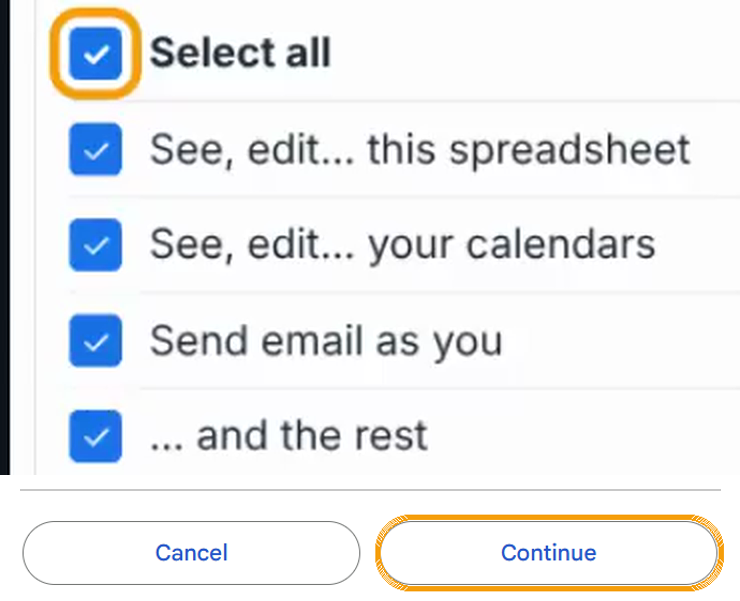 Select all
See, edit... this spreadsheet
See, edit... your calendars
Send email as you
... and the rest
Cancel
Continue